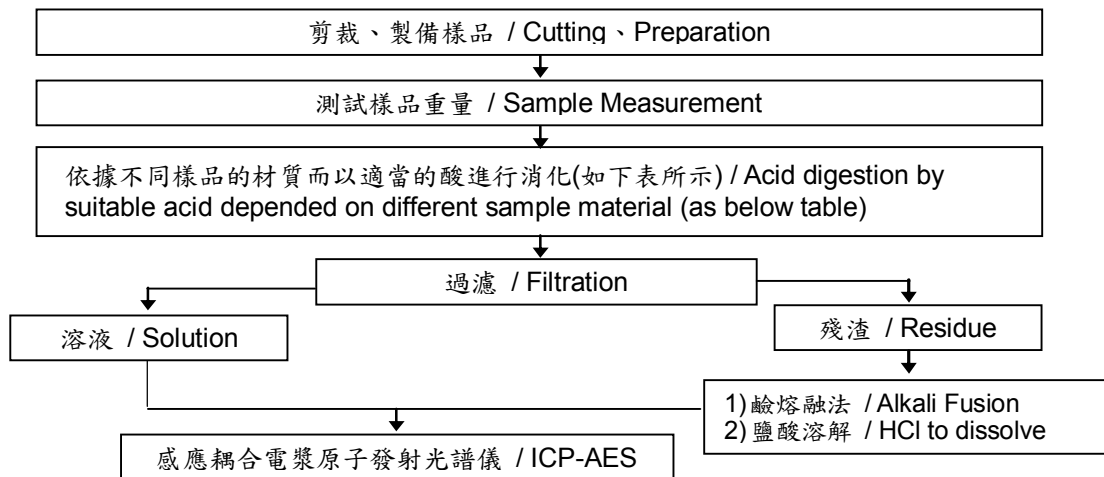 剪裁、製備樣品 / Cutting、Preparation
測試樣品重量 / Sample Measurement
依據不同樣品的材質而以適當的酸進行消化(如下表所示) / Acid digestion by
suitable acid depended on different sample material (as below table)
過濾 / Filtration
溶液 / Solution
殘渣 / Residue
1) 鹼熔融法 / Alkali Fusion
2) 鹽酸溶解 / HCl to dissolve
感應耦合電漿原子發射光譜儀 / ICP-AES